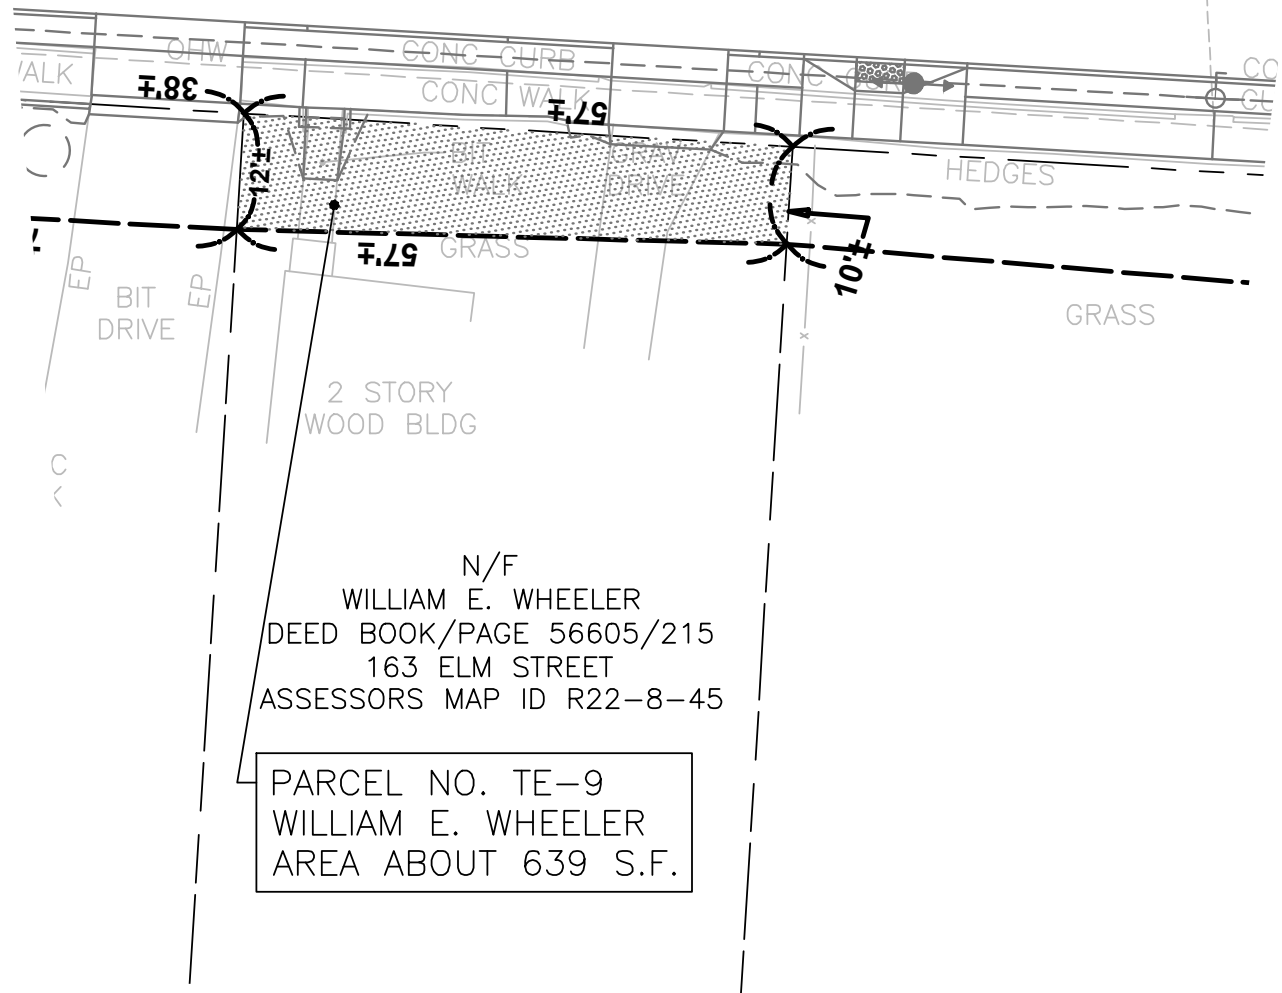 OHW
CONC CURB
CONC CURB
WALK
CONC WALK
38'±
57'±
12'±
BIT
WALK
GRAV
DRIVE
HEDGES
GRASS
57'±
10'±
EP
BIT
DRIVE
EP
GRASS
2 STORY
WOOD BLDG
N/F
WILLIAM E. WHEELER
DEED BOOK/PAGE 56605/215
163 ELM STREET
ASSESSORS MAP ID R22-8-45
PARCEL NO. TE-9
WILLIAM E. WHEELER
AREA ABOUT 639 S.F.